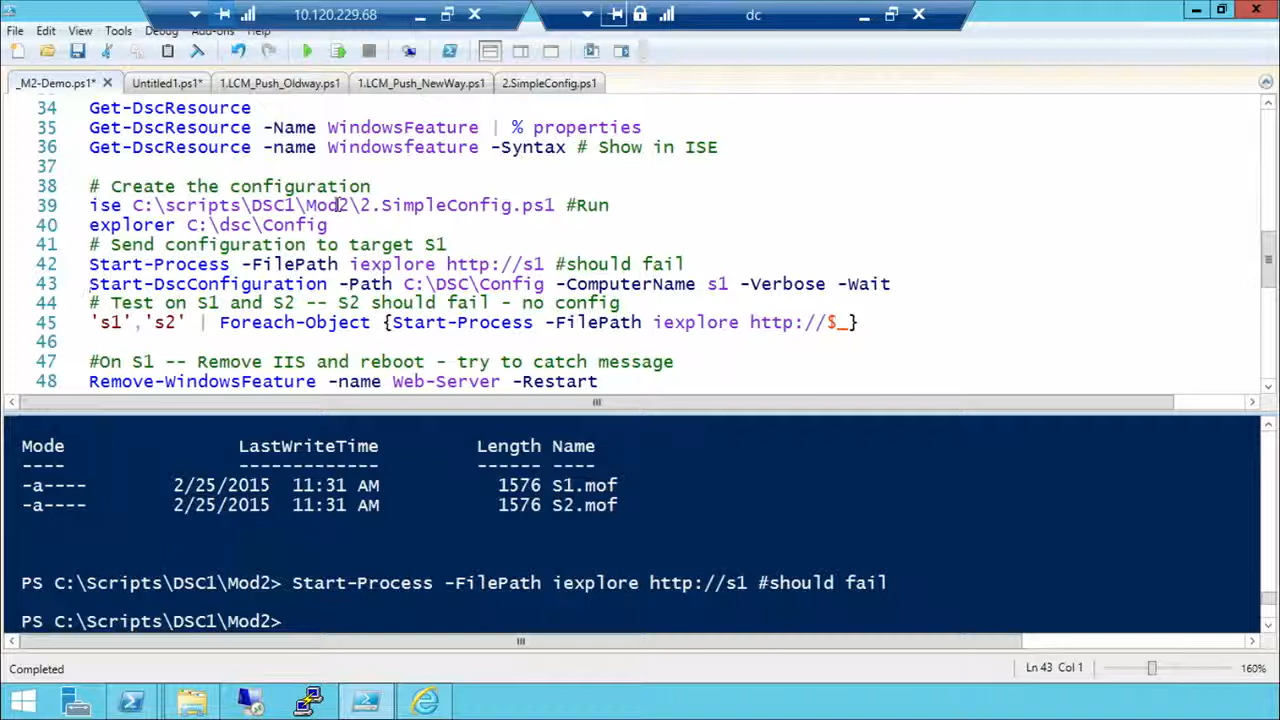 10.120.229.68
dc
File Edit View Tools Debug Add-ons Help
_M2-Demo.ps1* Untitled1.ps1* 1.LCM_Push_Oldway.ps1 1.LCM_Push_NewWay.ps1 2.SimpleConfig.ps1
34 Get-DscResource
35 Get-DscResource -Name WindowsFeature | % properties
36 Get-DscResource -name Windowsfeature -Syntax # Show in ISE
37
38 # Create the configuration
39 ise C:\scripts\DSC1\Mod2\2.SimpleConfig.ps1 #Run
40 explorer C:\dsc\Config
41 # Send configuration to target S1
42 Start-Process -FilePath iexplore http://s1 #should fail
43 Start-DscConfiguration -Path C:\DSC\Config -ComputerName s1 -Verbose -Wait
44 # Test on S1 and S2 -- S2 should fail - no config
45 's1','s2' | Foreach-Object {Start-Process -FilePath iexplore http://$_}
46
47 #On S1 -- Remove IIS and reboot - try to catch message
48 Remove-WindowsFeature -name Web-Server -Restart
Mode LastWriteTime Length Name
---- ------------- ------ ----
-a---- 2/25/2015 11:31 AM 1576 S1.mof
-a---- 2/25/2015 11:31 AM 1576 S2.mof
PS C:\Scripts\DSC1\Mod2> Start-Process -FilePath iexplore http://s1 #should fail
PS C:\Scripts\DSC1\Mod2>
Completed Ln 43 Col 1 160%